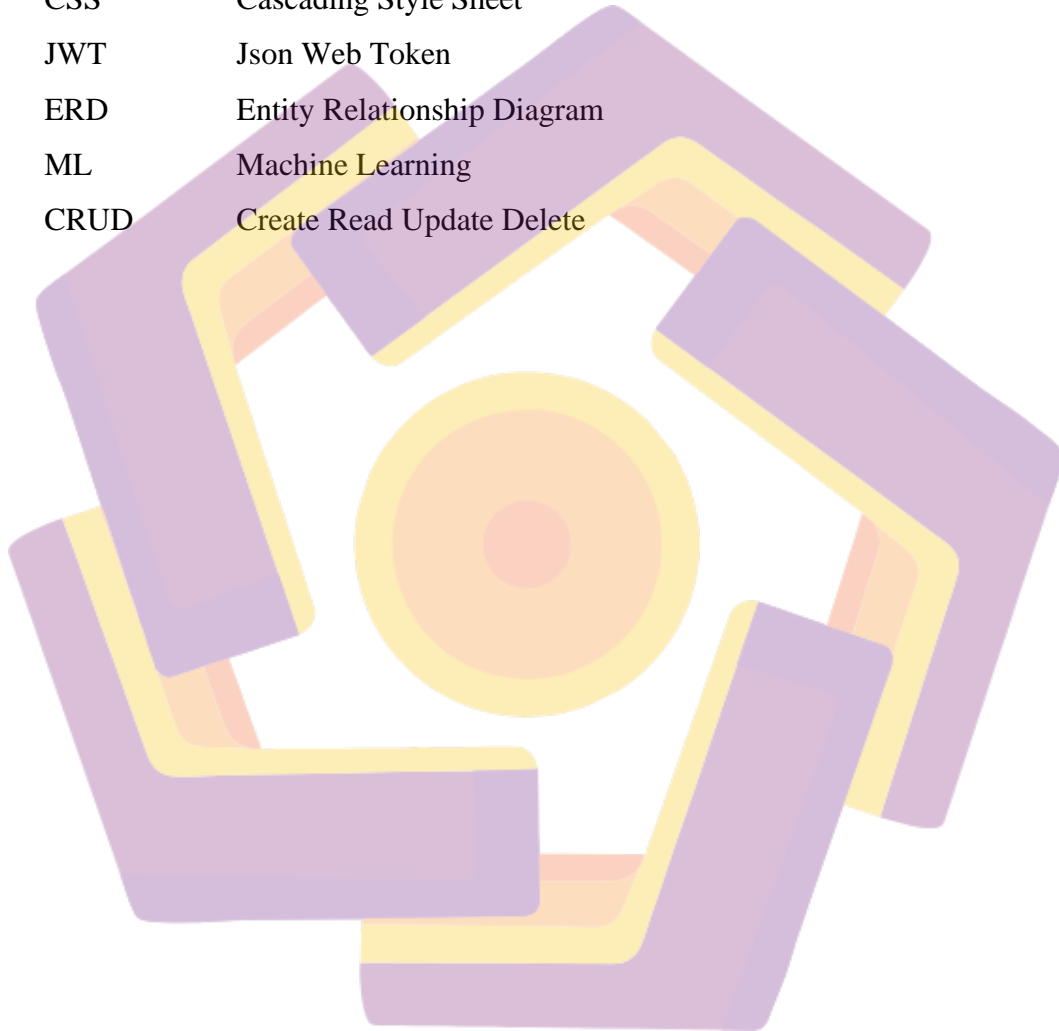 CSS Cascading Style Sheet
JWT Json Web Token
ERD Entity Relationship Diagram
ML Machine Learning
CRUD Create Read Update Delete